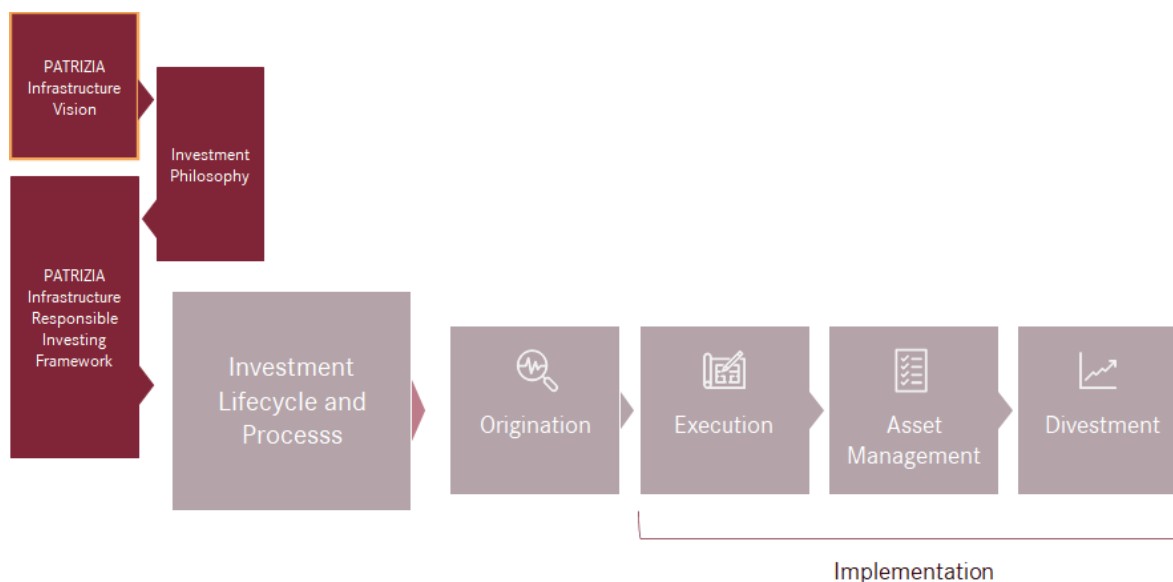 PATRIZIA
Infrastructure
Vision
Investment
Philosophy
PATRIZIA
Infrastructure
Responsible
Investing
Framework
Investment
Lifecycle and
Processs
Origination
Execution
Asset
Management
Divestment
Implementation